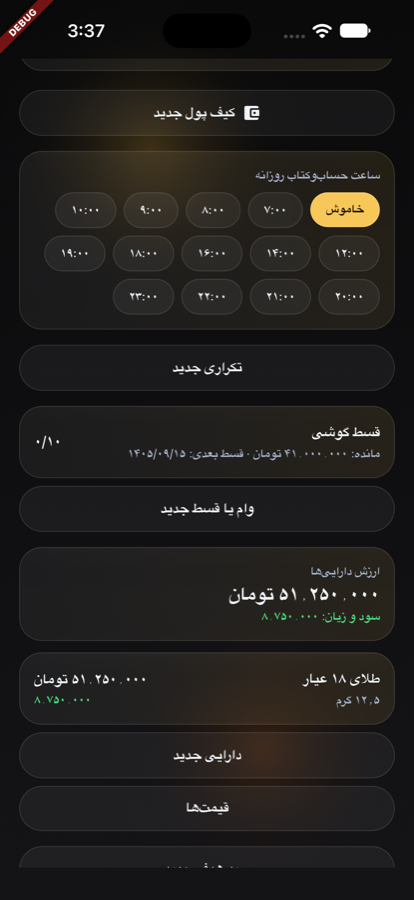 DEBUG
3:37
کیف پول جدید
ساعت حساب‌وکتاب روزانه
خاموش ۷:۰۰ ۸:۰۰ ۹:۰۰ ۱۰:۰۰
۱۲:۰۰ ۱۴:۰۰ ۱۶:۰۰ ۱۸:۰۰ ۱۹:۰۰
۲۰:۰۰ ۲۱:۰۰ ۲۲:۰۰ ۲۳:۰۰
تکراری جدید
قسط گوشی
۰/۱۰
مانده: ۴۱٬۰۰۰٬۰۰۰ تومان · قسط بعدی: ۱۴۰۵/۰۹/۱۵
وام یا قسط جدید
ارزش دارایی‌ها
۵۱٬۲۵۰٬۰۰۰ تومان
سود و زیان: ۸٬۷۵۰٬۰۰۰
طلای ۱۸ عیار ۵۱٬۲۵۰٬۰۰۰ تومان
۱۲٫۵ گرم ۸٬۷۵۰٬۰۰۰
دارایی جدید
قیمت‌ها